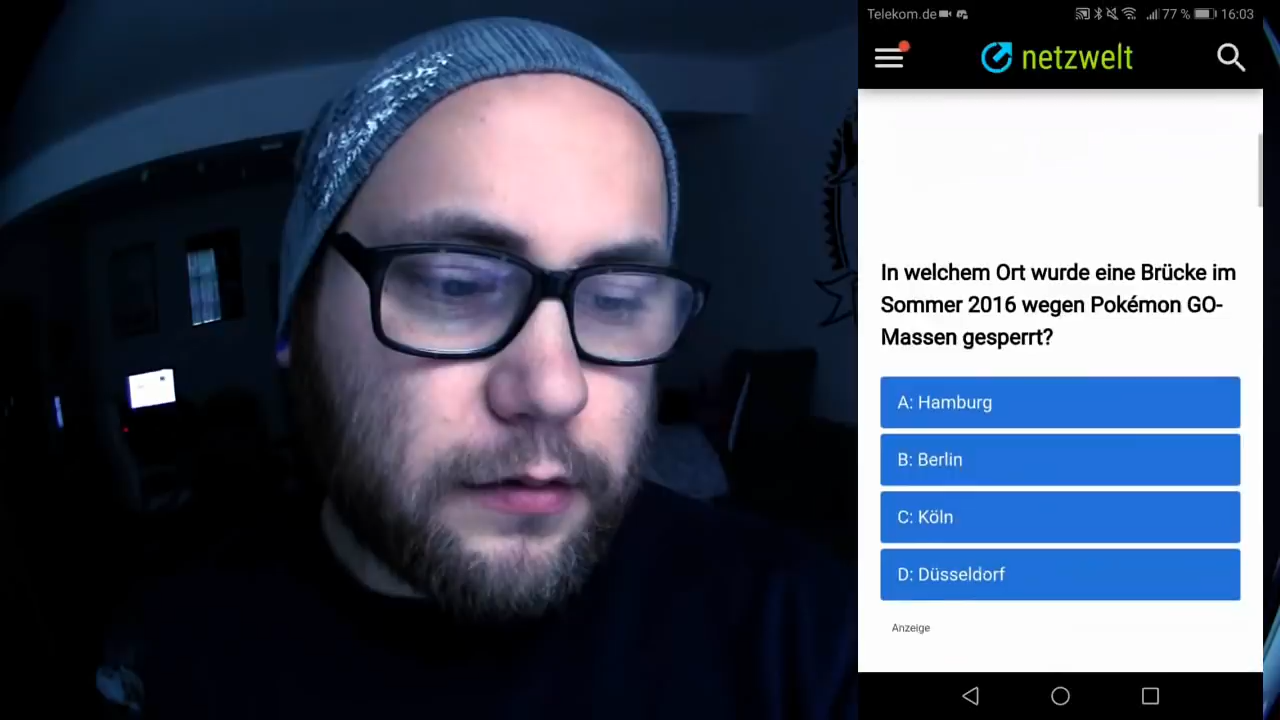 Telekom.de 77 % 16:03
netzwelt
In welchem Ort wurde eine Brücke im
Sommer 2016 wegen Pokémon GO-
Massen gesperrt?
A: Hamburg
B: Berlin
C: Köln
D: Düsseldorf
Anzeige